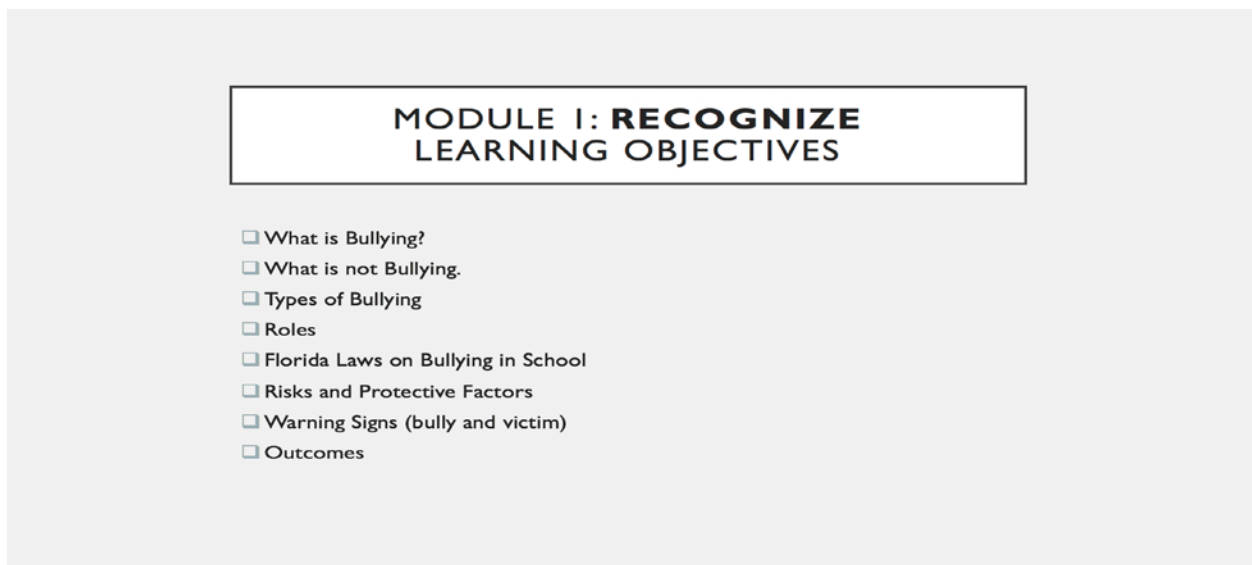 MODULE 1: RECOGNIZE
LEARNING OBJECTIVES
What is Bullying?
What is not Bullying.
Types of Bullying
Roles
Florida Laws on Bullying in School
Risks and Protective Factors
Warning Signs (bully and victim)
Outcomes